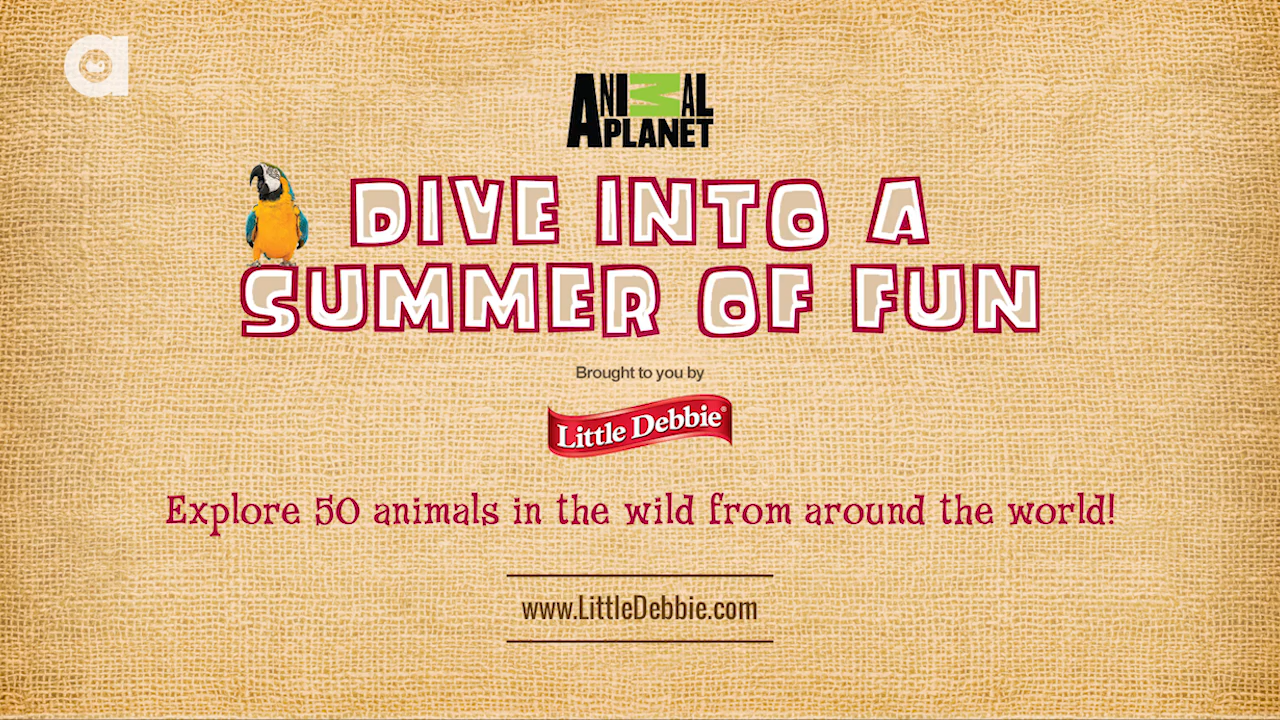 a
ANIMAL
PLANET
DIVE INTO A
SUMMER OF FUN
Brought to you by
Little Debbie®
Explore 50 animals in the wild from around the world!
www.LittleDebbie.com